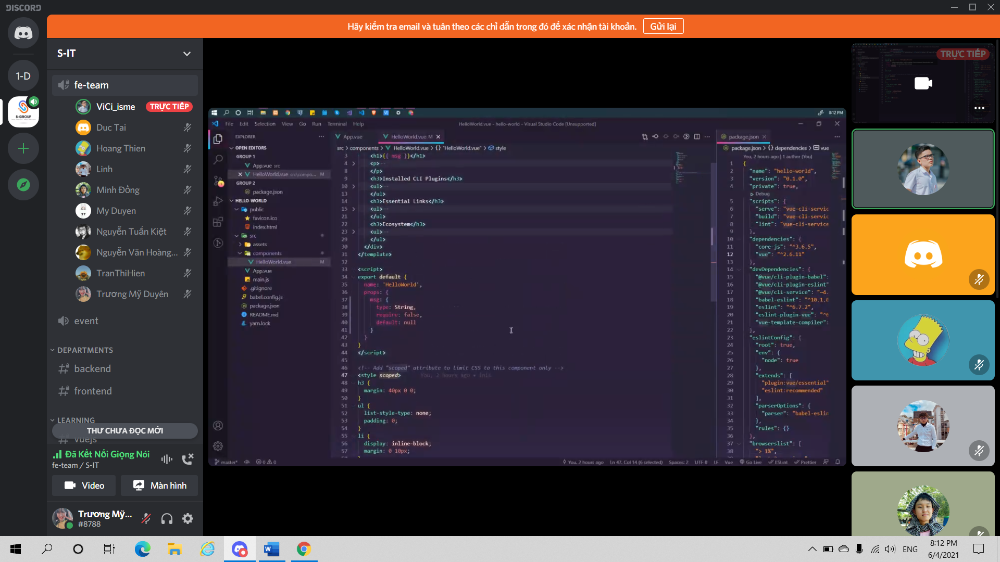 DISCORD
Hãy kiểm tra email và tuân theo các chỉ dẫn trong đó để xác nhận tài khoản. Gửi lại
1-D
S-GROUP
S-IT
fe-team
ViCi_isme TRỰC TIẾP
Duc Tai
Hoang Thien
Linh
Minh Đồng
My Duyen
Nguyễn Tuấn Kiệt
Nguyễn Văn Hoàng...
TranThiHien
Trương Mỹ Duyên
event
DEPARTMENTS
backend
frontend
LEARNING
THƯ CHƯA ĐỌC MỚI
vuejs
Đã Kết Nối Giọng Nói
fe-team / S-IT
Video
Màn hình
Trương Mỹ...
#8788
8:12 PM
File Edit Selection View Go Run Terminal Help
HelloWorld.vue - hello-world - Visual Studio Code [Unsupported]
EXPLORER
OPEN EDITORS
GROUP 1
App.vue src
HelloWorld.vue src\compo... M
GROUP 2
package.json
HELLO-WORLD
public
favicon.ico
index.html
src
assets
components
HelloWorld.vue M
App.vue
main.js
.gitignore
babel.config.js
package.json
README.md
yarn.lock
App.vue
HelloWorld.vue M
src > components > HelloWorld.vue > {} "HelloWorld.vue" > style
3 <h1>{{ msg }}</h1>
4 <p>...
8 </p>
9 <h3>Installed CLI Plugins</h3>
10 <ul>...
13 </ul>
14 <h3>Essential Links</h3>
15 <ul>...
21 </ul>
22 <h3>Ecosystem</h3>
23 <ul>...
29 </ul>
30 </div>
31 </template>
32
33 <script>
34 export default {
35 name: 'HelloWorld',
36 props: {
37 msg: {
38 type: String,
39 require: false,
40 default: null
41 }
42 }
43 }
44 </script>
45
46 <!-- Add "scoped" attribute to limit CSS to this component only -->
47 <style scoped> You, 2 hours ago • init
48 h3 {
49 margin: 40px 0 0;
50 }
51 ul {
52 list-style-type: none;
53 padding: 0;
54 }
55 li {
56 display: inline-block;
57 margin: 0 10px;
package.json
package.json > {} dependencies > vue
You, 2 hours ago | 1 author (You)
1 {
2 "name": "hello-world",
3 "version": "0.1.0",
4 "private": true,
Debug
5 "scripts": {
6 "serve": "vue-cli-servic
7 "build": "vue-cli-servic
8 "lint": "vue-cli-service
9 },
10 "dependencies": {
11 "core-js": "^3.6.5",
12 "vue": "^2.6.11"
13 },
14 "devDependencies": {
15 "@vue/cli-plugin-babel":
16 "@vue/cli-plugin-eslint"
17 "@vue/cli-service": "~4.
18 "babel-eslint": "^10.1.0
19 "eslint": "^6.7.2",
20 "eslint-plugin-vue": "^6
21 "vue-template-compiler":
22 },
23 "eslintConfig": {
24 "root": true,
25 "env": {
26 "node": true
27 },
28 "extends": [
29 "plugin:vue/essential"
30 "eslint:recommended"
31 ],
32 "parserOptions": {
33 "parser": "babel-eslin
34 },
35 "rules": {}
36 },
37 "browserslist": [
38 "> 1%",
master* 0 0
You, 2 hours ago Ln 47, Col 14 (6 selected) Spaces: 2 UTF-8 LF Vue Go Live ESLint Prettier
TRỰC TIẾP
ENG
8:12 PM
6/4/2021